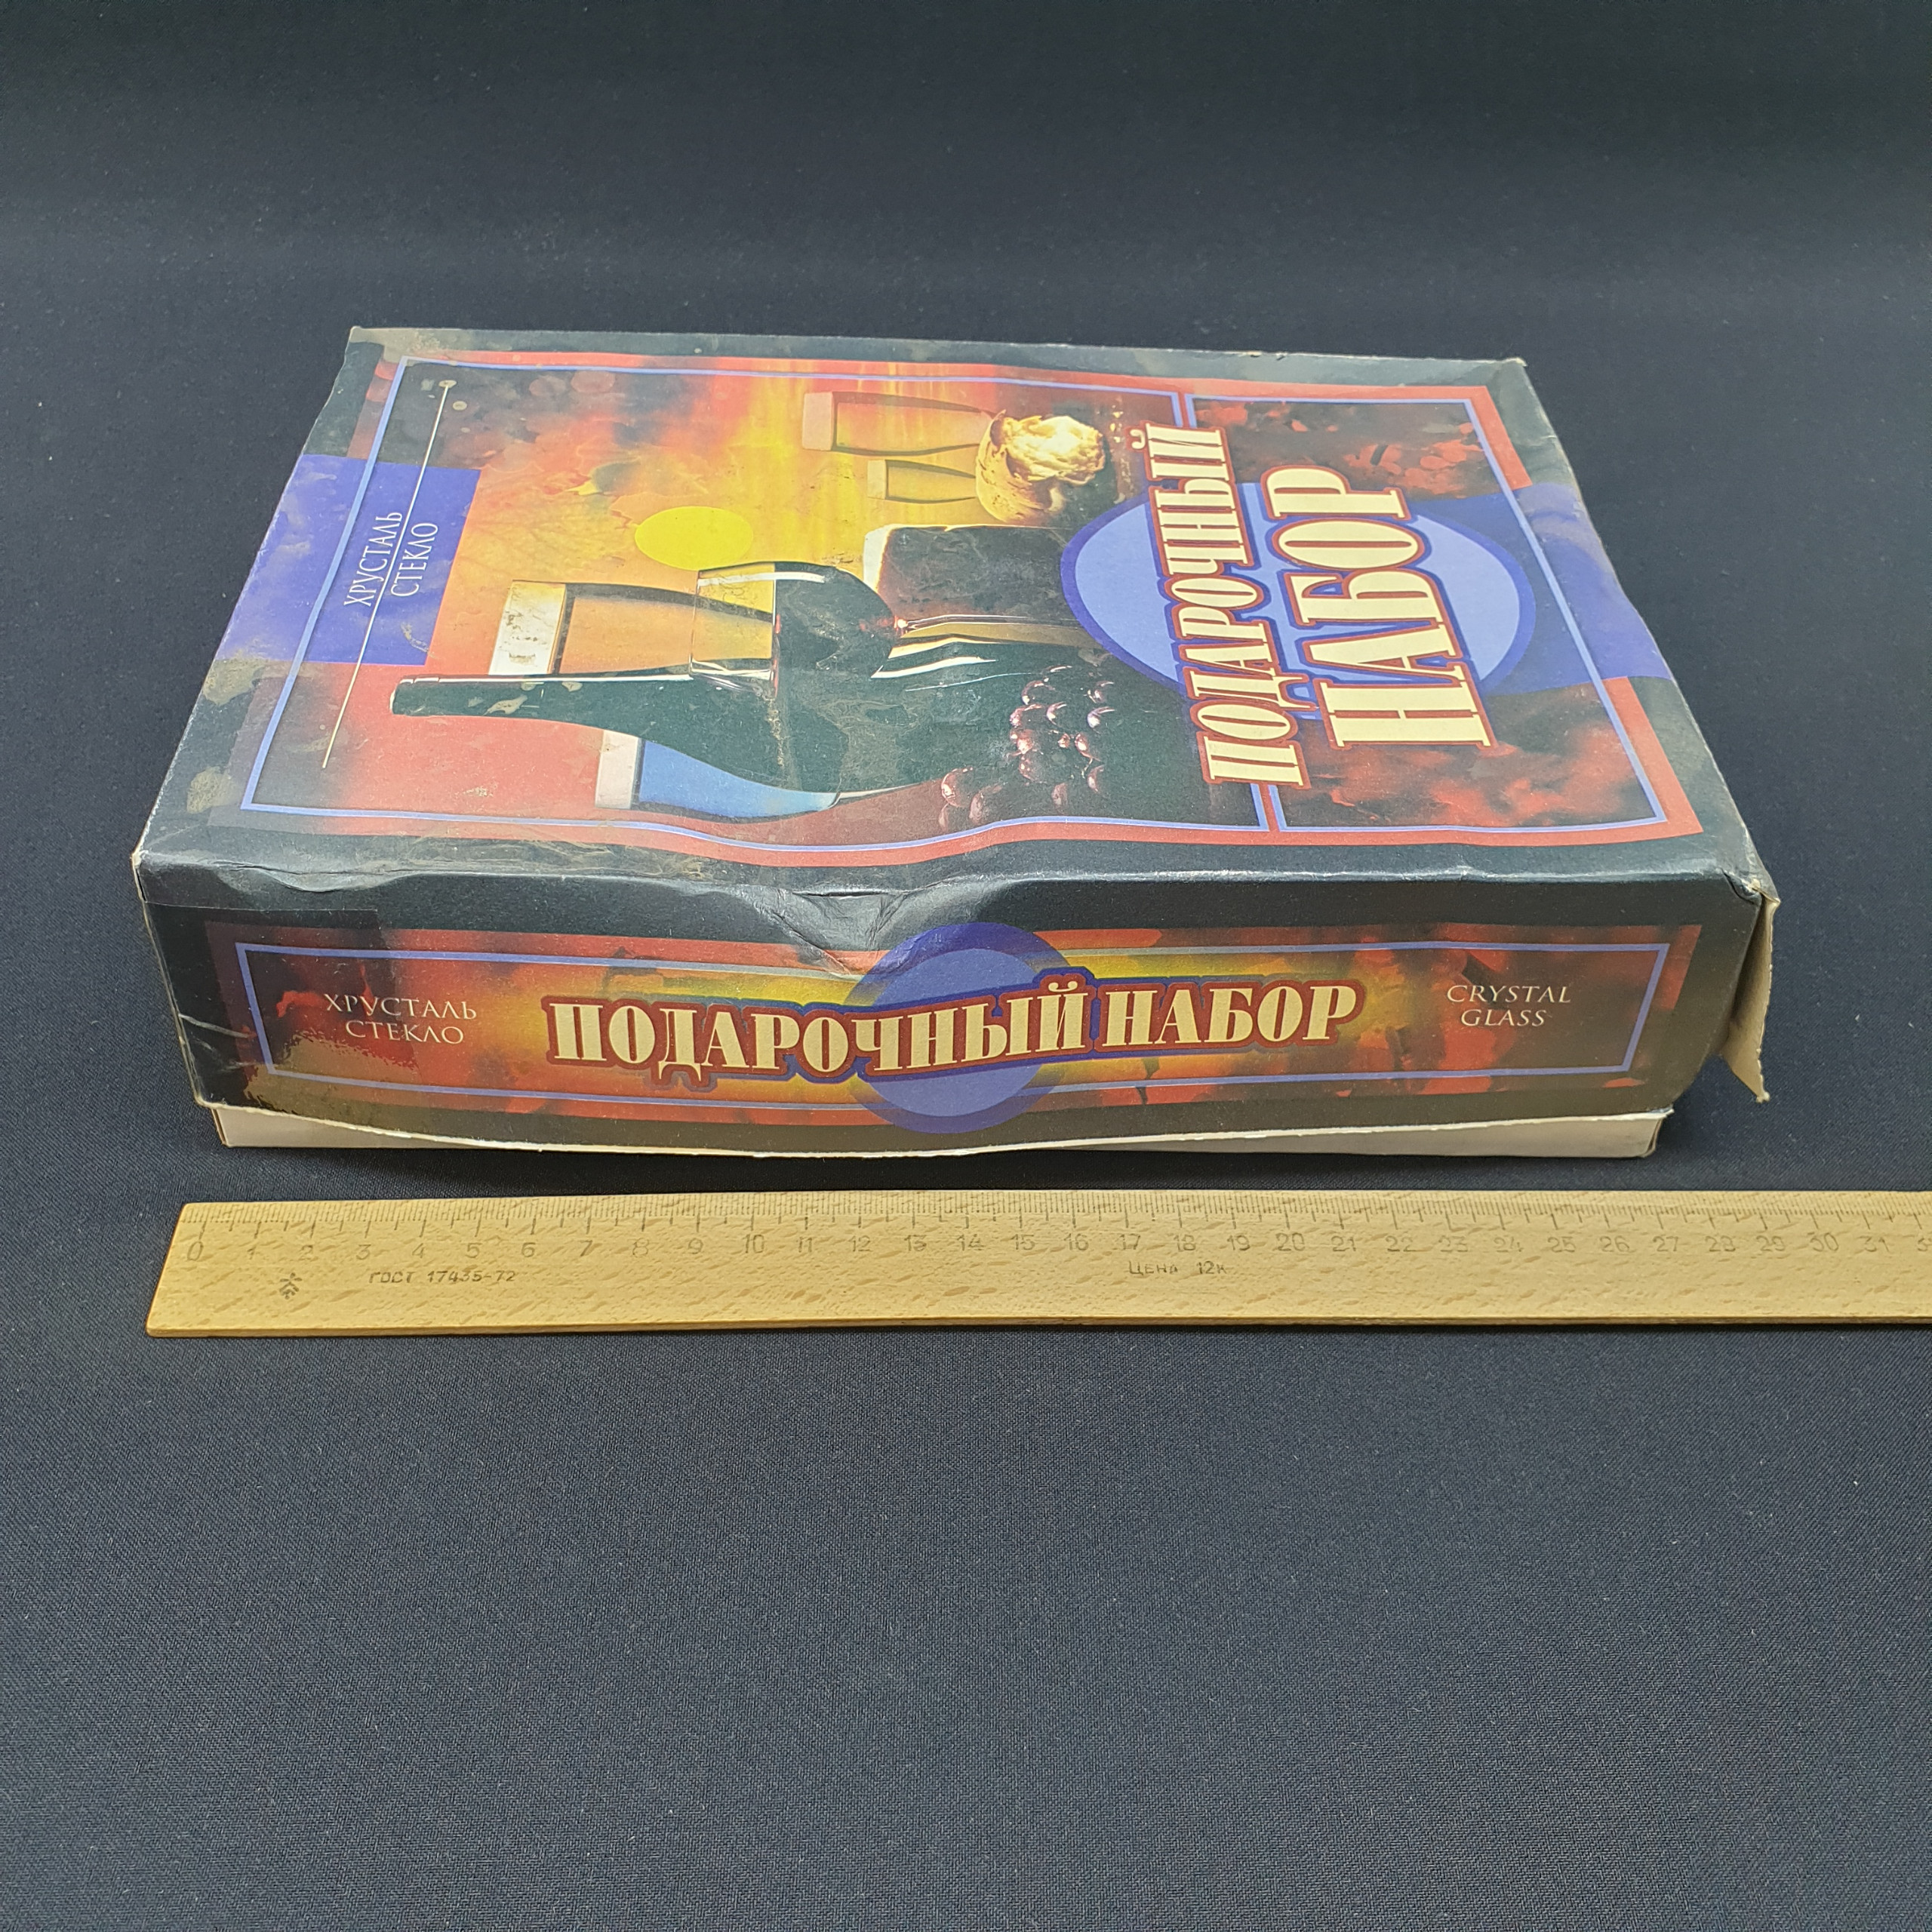 ХРУСТАЛЬ
СТЕКЛО
ПОДАРОЧНЫЙ
НАБОР
ХРУСТАЛЬ
СТЕКЛО
ПОДАРОЧНЫЙ НАБОР
CRYSTAL
GLASS
0 1 2 3 4 5 6 7 8 9 10 11 12 13 14 15 16 17 18 19 20 21 22 23 24 25 26 27 28 29 30 31
ГОСТ 17435-72
ЦЕНА 12к